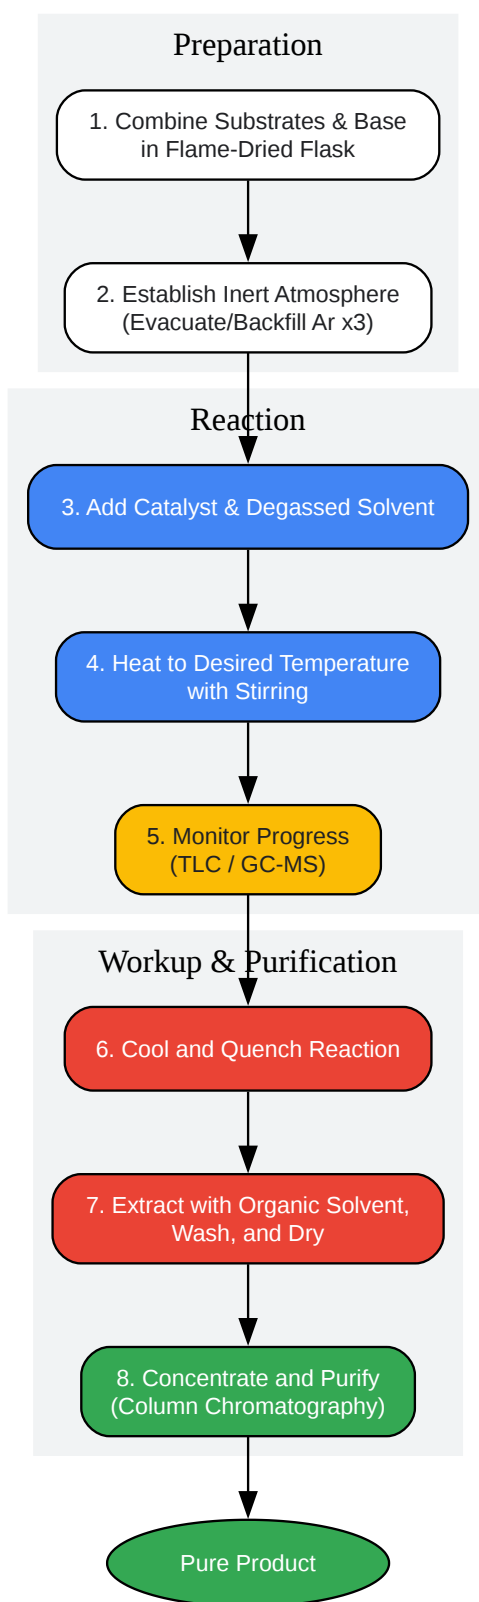 Preparation
1. Combine Substrates & Base
in Flame-Dried Flask
2. Establish Inert Atmosphere
(Evacuate/Backfill Ar x3)
Reaction
3. Add Catalyst & Degassed Solvent
4. Heat to Desired Temperature
with Stirring
5. Monitor Progress
(TLC / GC-MS)
Workup & Purification
6. Cool and Quench Reaction
7. Extract with Organic Solvent,
Wash, and Dry
8. Concentrate and Purify
(Column Chromatography)
Pure Product